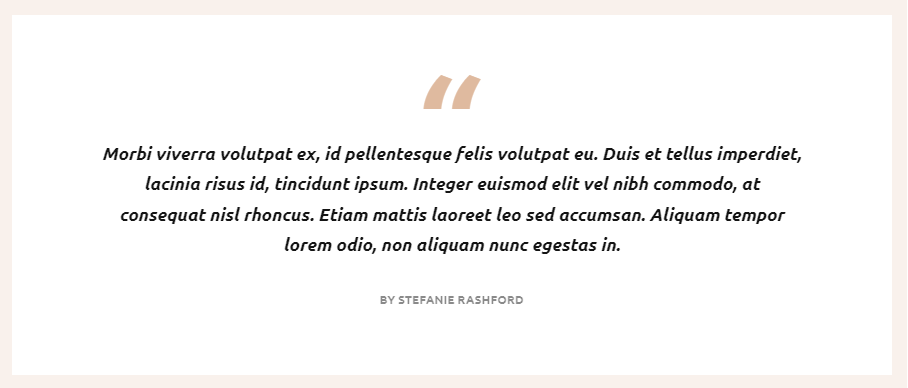 “
Morbi viverra volutpat ex, id pellentesque felis volutpat eu. Duis et tellus imperdiet,
lacinia risus id, tincidunt ipsum. Integer euismod elit vel nibh commodo, at
consequat nisl rhoncus. Etiam mattis laoreet leo sed accumsan. Aliquam tempor
lorem odio, non aliquam nunc egestas in.
BY STEFANIE RASHFORD